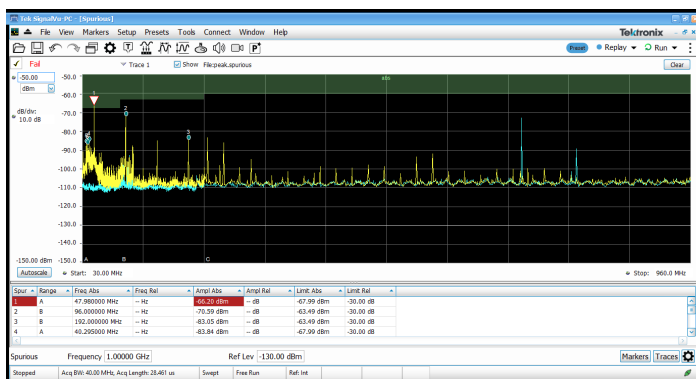 Tek SignalVu-PC - [Spurious]
File View Markers Setup Presets Tools Connect Window Help
Tektronix
Preset Replay Run
Fail Trace 1 Show File:peak.spurious Clear
-50.00
dBm
dB/div:
10.0 dB
-150.00 dBm
-50.0
-60.0
-70.0
-80.0
-90.0
-100.0
-110.0
-120.0
-130.0
-140.0
-150.0
abs
1
2
3
A B C
Autoscale Start: 30.00 MHz Stop: 960.0 MHz
Spur Range Freq Abs Freq Rel Ampl Abs Ampl Rel Limit Abs Limit Rel
1 A 47.980000 MHz -- Hz -66.20 dBm -- dB -67.99 dBm -30.00 dB
2 B 96.000000 MHz -- Hz -70.59 dBm -- dB -63.49 dBm -30.00 dB
3 B 192.000000 MHz -- Hz -83.05 dBm -- dB -63.49 dBm -30.00 dB
4 A 40.295000 MHz -- Hz -83.84 dBm -- dB -67.99 dBm -30.00 dB
Spurious Frequency 1.00000 GHz Ref Lev -130.00 dBm Markers Traces
Stopped Acq BW: 40.00 MHz, Acq Length: 28.461 us Swept Free Run Ref: Int